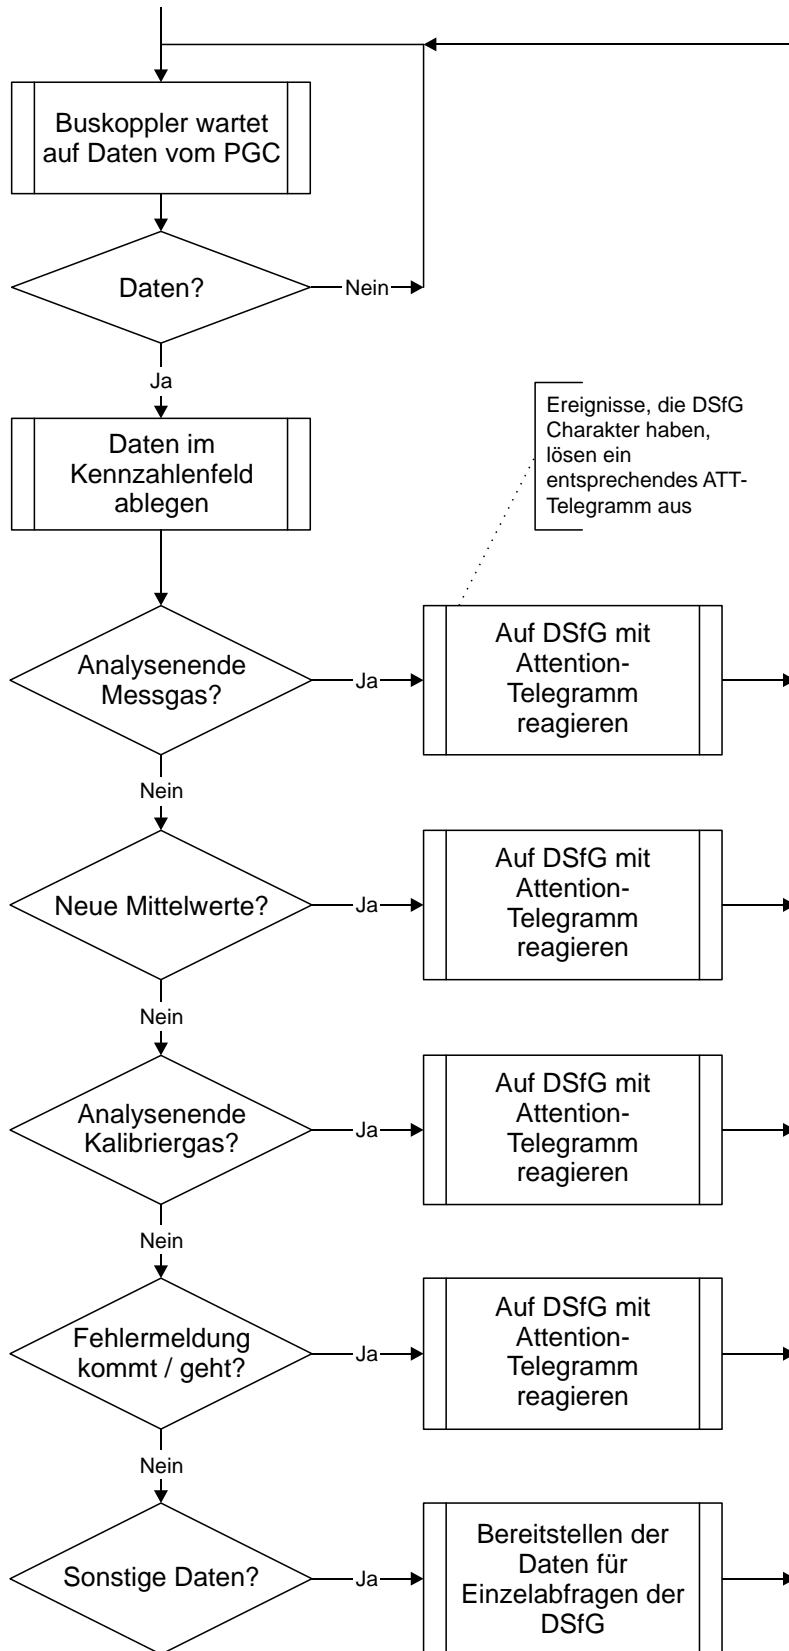 Buskoppler wartet
auf Daten vom PGC
Daten?
Nein
Ja
Daten im
Kennzahlenfeld
ablegen
Ereignisse, die DSfG
Charakter haben,
lösen ein
entsprechendes ATT-
Telegramm aus
Analysenende
Messgas?
Ja
Auf DSfG mit
Attention-
Telegramm
reagieren
Nein
Neue Mittelwerte?
Ja
Auf DSfG mit
Attention-
Telegramm
reagieren
Nein
Analysenende
Kalibriergas?
Ja
Auf DSfG mit
Attention-
Telegramm
reagieren
Nein
Fehlermeldung
kommt / geht?
Ja
Auf DSfG mit
Attention-
Telegramm
reagieren
Nein
Sonstige Daten?
Ja
Bereitstellen der
Daten für
Einzelabfragen der
DSfG